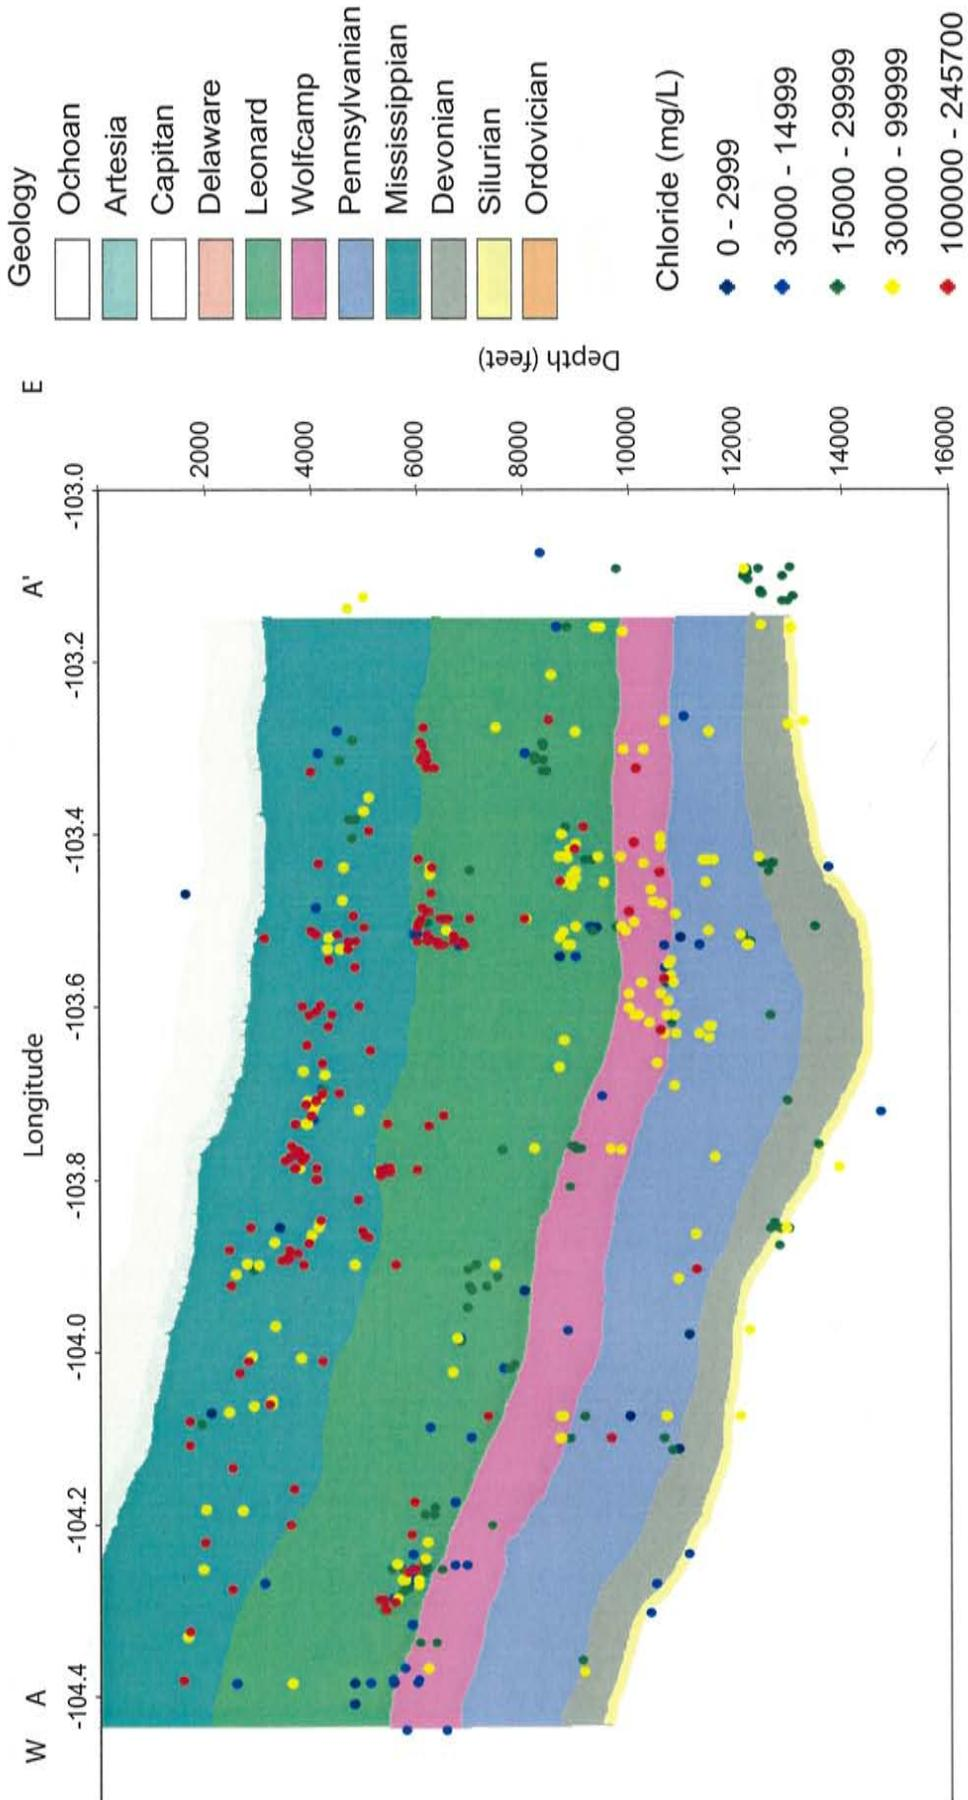 W A
Longitude
A' E
-104.4
-104.2
-104.0
-103.8
-103.6
-103.4
-103.2
-103.0
2000
4000
6000
8000
10000
12000
14000
16000
Depth (feet)
Geology
Ochoan
Artesia
Capitan
Delaware
Leonard
Wolfcamp
Pennsylvanian
Mississippian
Devonian
Silurian
Ordovician
Chloride (mg/L)
0 - 2999
3000 - 14999
15000 - 29999
30000 - 99999
100000 - 245700